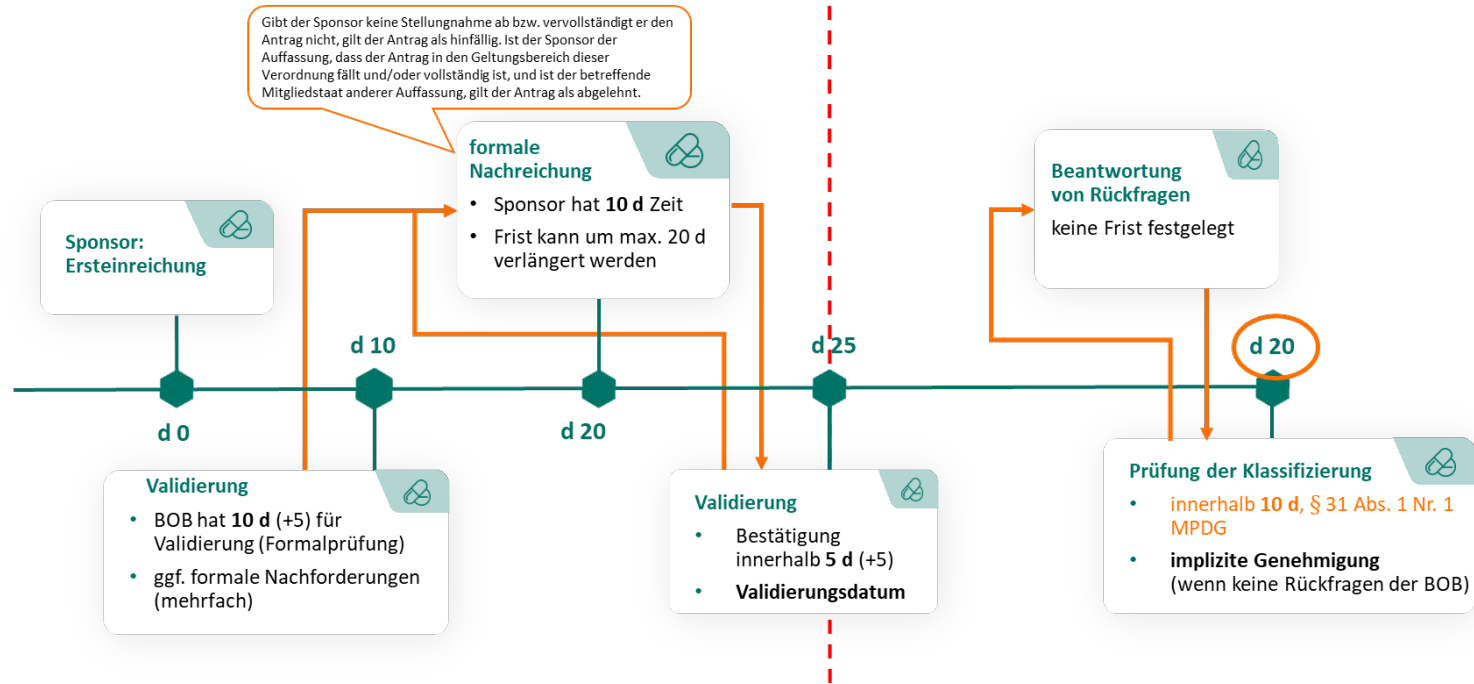 Gibt der Sponsor keine Stellungnahme ab bzw. vervollständigt er den
Antrag nicht, gilt der Antrag als hinfällig. Ist der Sponsor der
Auffassung, dass der Antrag in den Geltungsbereich dieser
Verordnung fällt und/oder vollständig ist, und ist der betreffende
Mitgliedstaat anderer Auffassung, gilt der Antrag als abgelehnt.
Sponsor:
Ersteinreichung
formale
Nachreichung
• Sponsor hat 10 d Zeit
• Frist kann um max. 20 d
verlängert werden
Beantwortung
von Rückfragen
keine Frist festgelegt
d 0
d 10
d 20
d 25
d 20
Validierung
• BOB hat 10 d (+5) für
Validierung (Formalprüfung)
• ggf. formale Nachforderungen
(mehrfach)
Validierung
• Bestätigung
innerhalb 5 d (+5)
• Validierungsdatum
Prüfung der Klassifizierung
• innerhalb 10 d, § 31 Abs. 1 Nr. 1
MPDG
• implizite Genehmigung
(wenn keine Rückfragen der BOB)